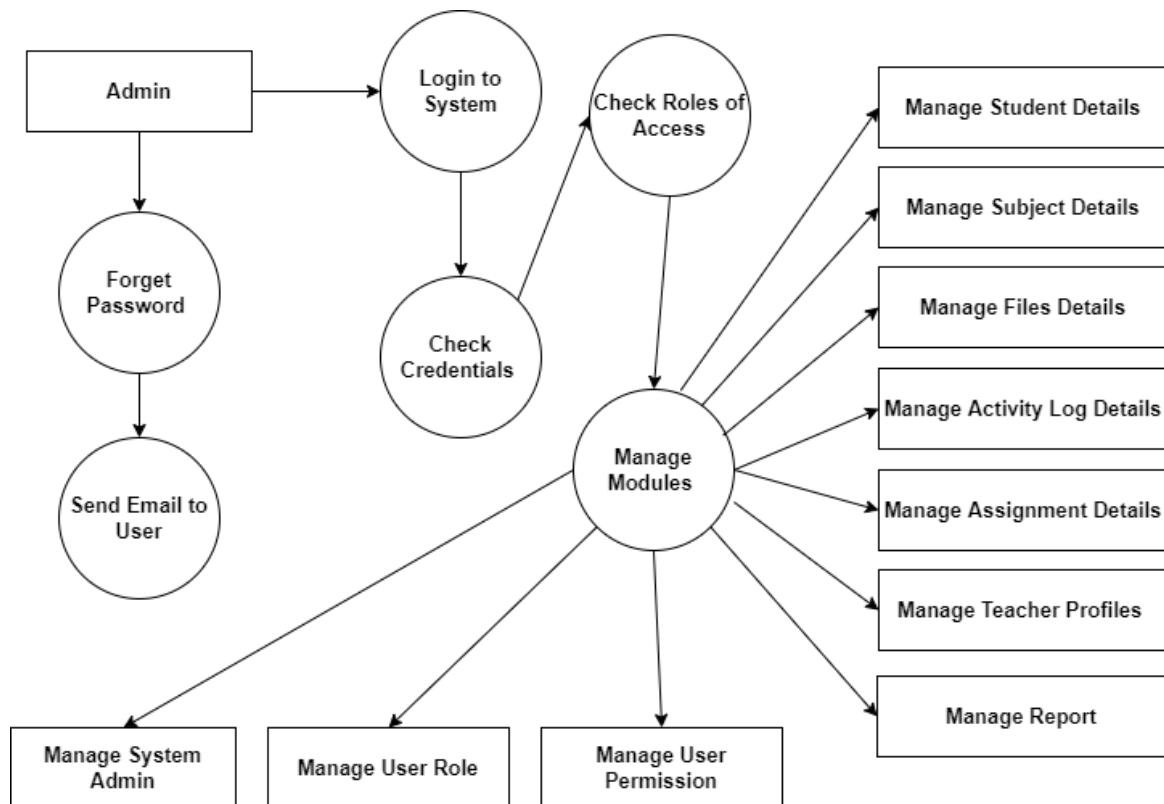 Admin
Login to
System
Check Roles of
Access
Manage Student Details
Manage Subject Details
Forget
Password
Manage Files Details
Check
Credentials
Manage Activity Log Details
Manage
Modules
Send Email to
User
Manage Assignment Details
Manage Teacher Profiles
Manage Report
Manage System
Admin
Manage User Role
Manage User
Permission